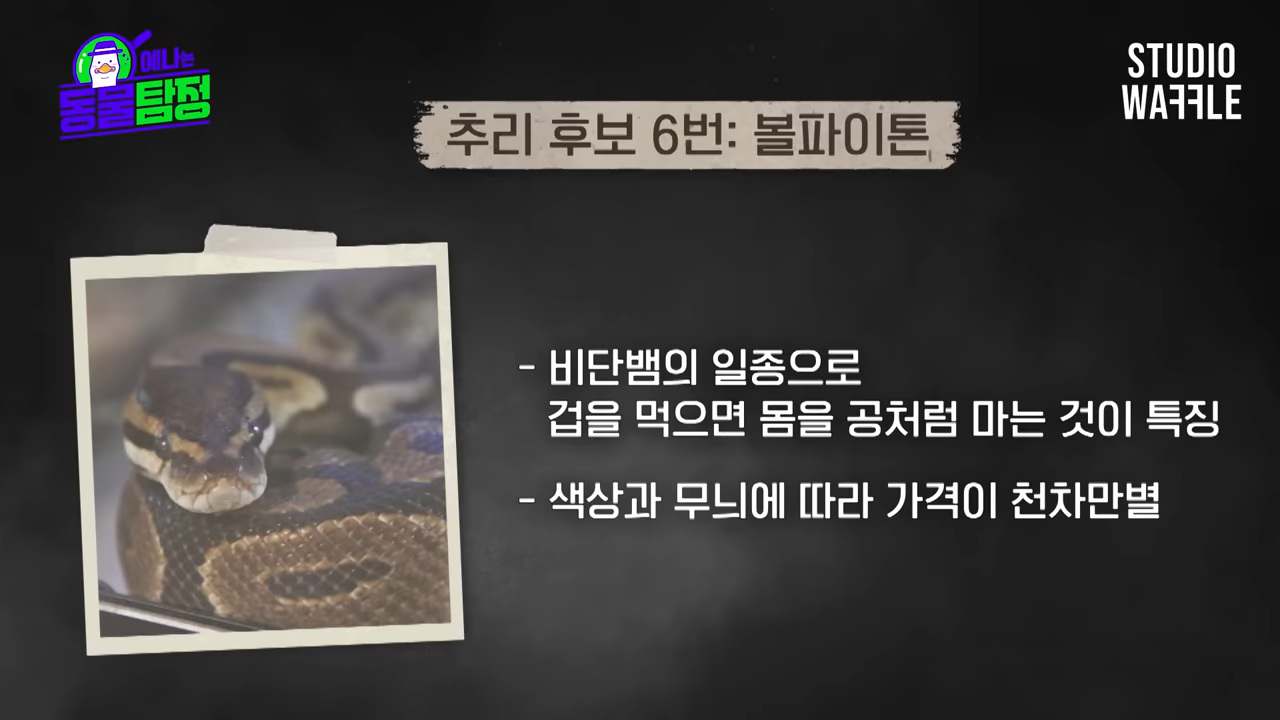 에나는
동물탐정
STUDIO
WAFFLE
추리 후보 6번: 볼파이톤
- 비단뱀의 일종으로
겁을 먹으면 몸을 공처럼 마는 것이 특징
- 색상과 무늬에 따라 가격이 천차만별